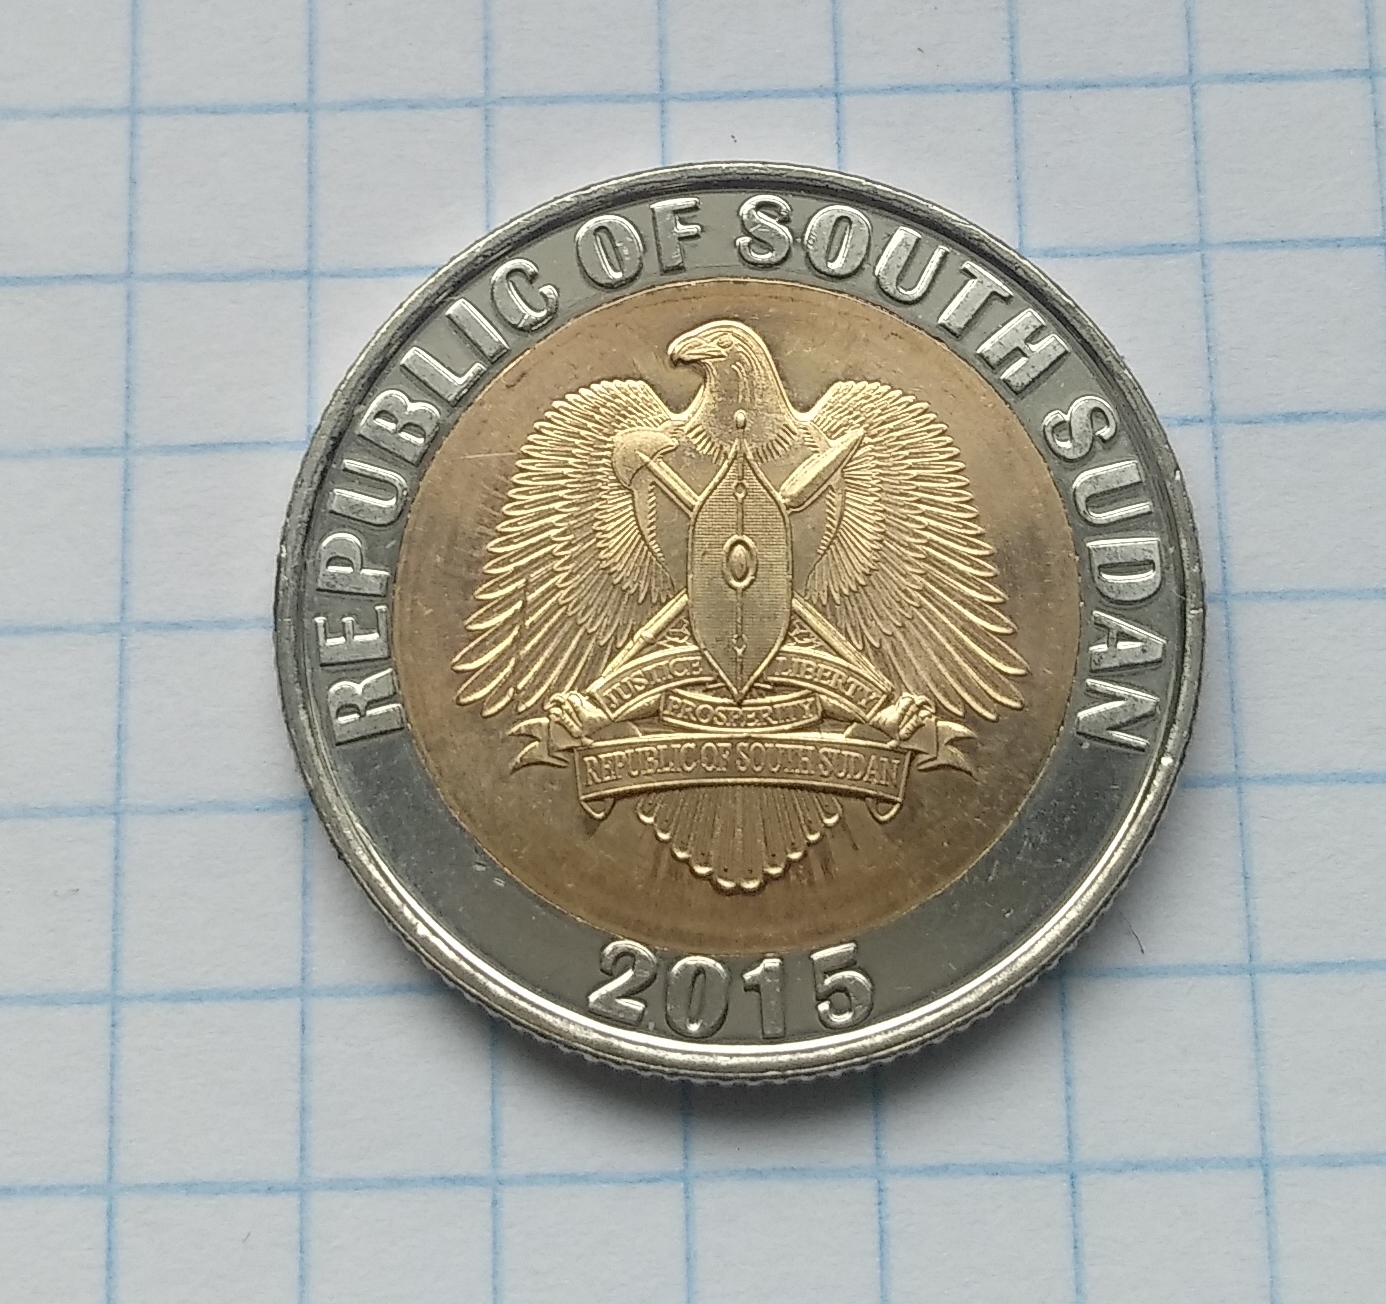 REPUBLIC OF SOUTH SUDAN
JUSTICE LIBERTY
PROSPERITY
REPUBLIC OF SOUTH SUDAN
2015